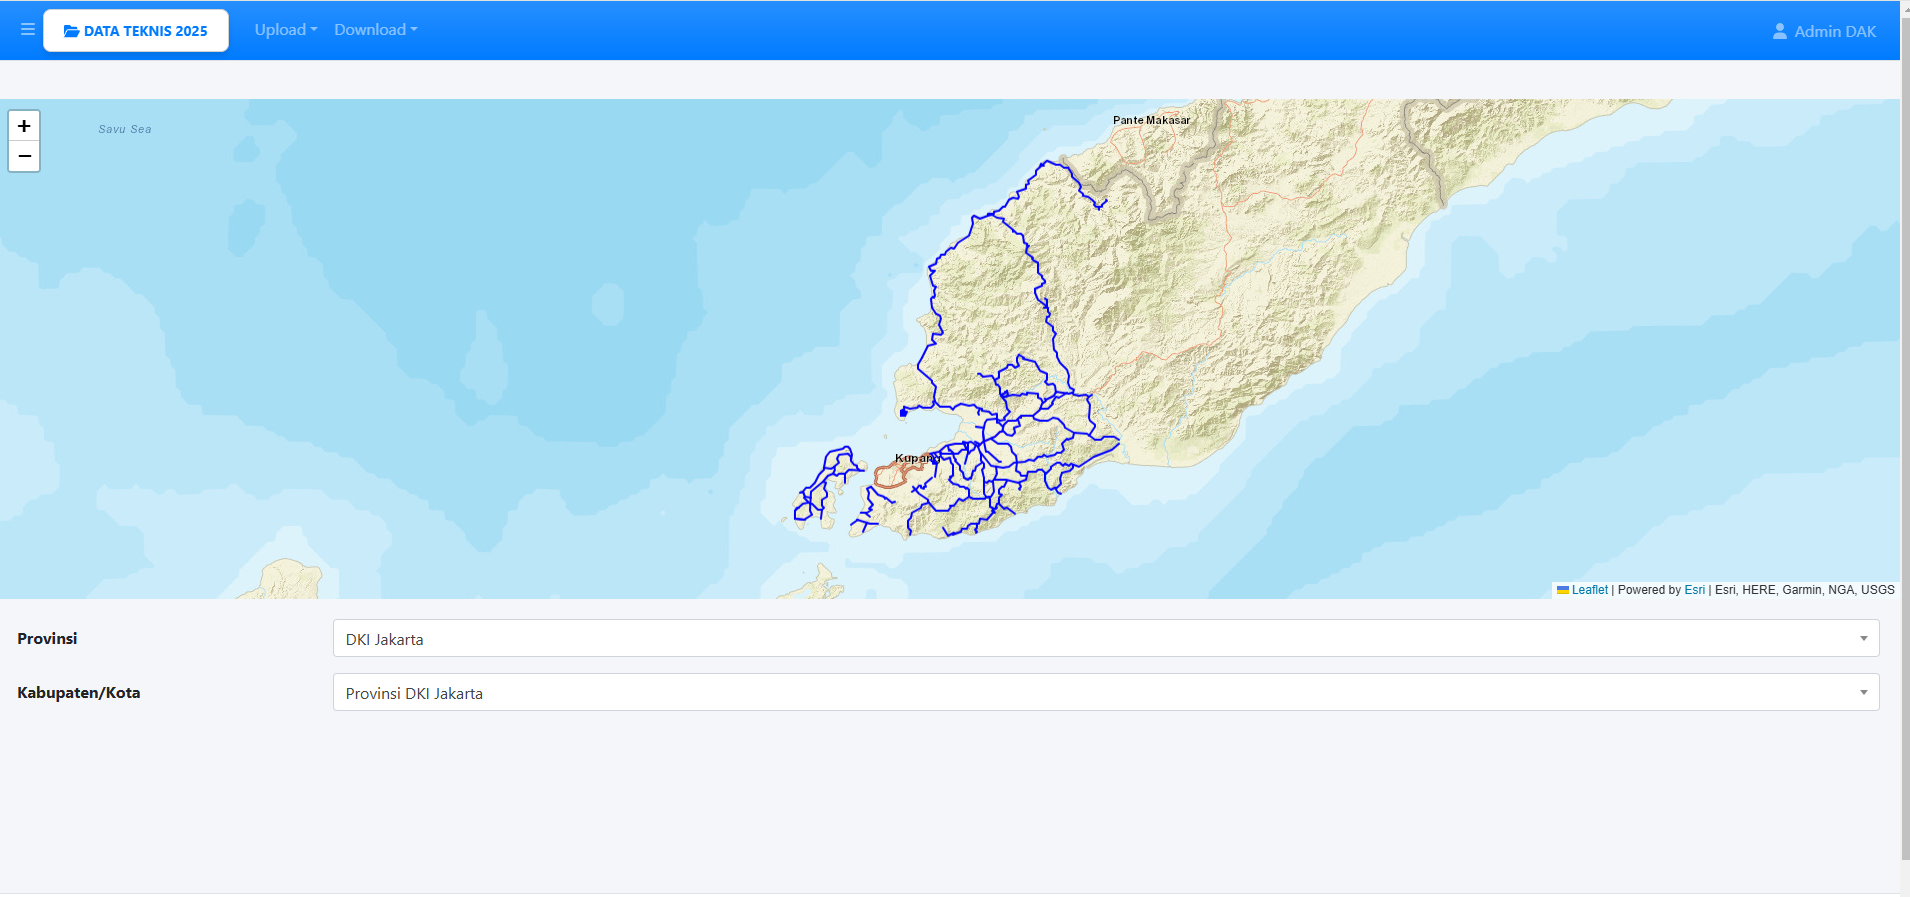 DATA TEKNIS 2025
Upload
Download
Admin DAK
+
−
Savu Sea
Pante Makasar
Kupang
Leaflet | Powered by Esri | Esri, HERE, Garmin, NGA, USGS
Provinsi
DKI Jakarta
Kabupaten/Kota
Provinsi DKI Jakarta